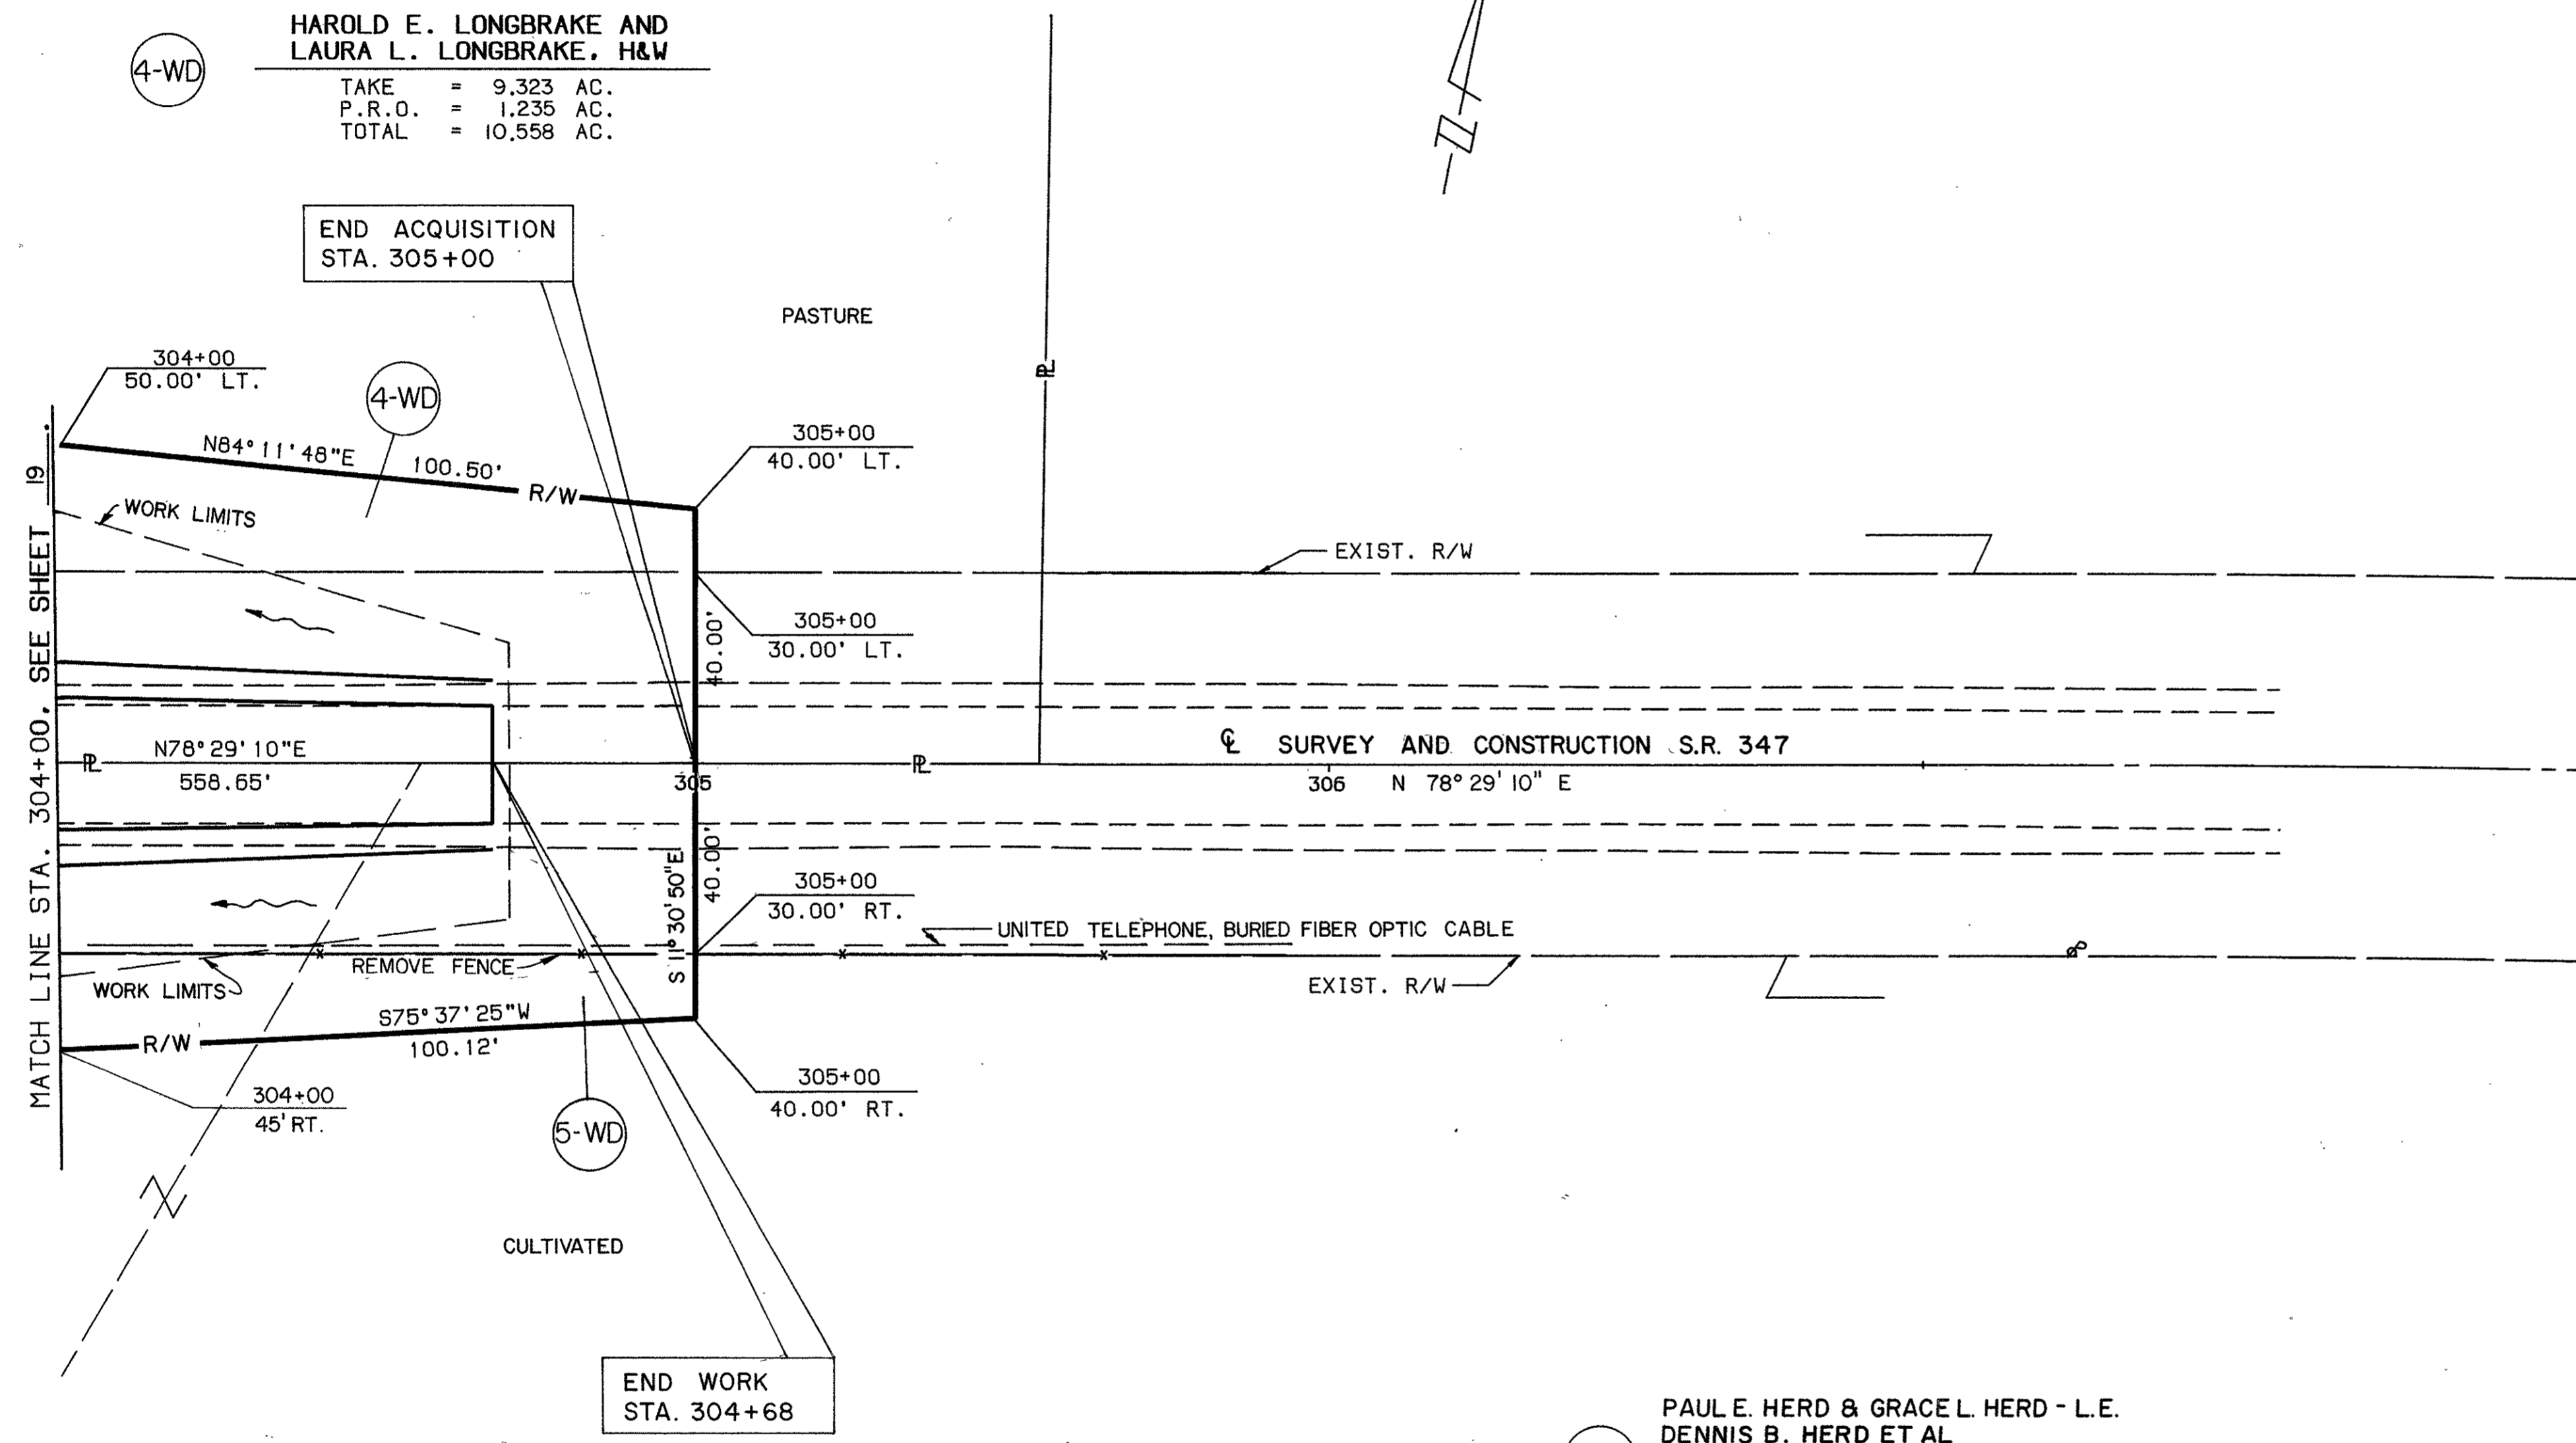 HAROLD E. LONGBRAKE AND
LAURA L. LONGBRAKE, H&W
4-WD
TAKE = 9.323 AC.
P.R.O. = 1.235 AC.
TOTAL = 10.558 AC.
END ACQUISITION
STA. 305+00
PASTURE
304+00
50.00' LT.
4-WD
PL
305+00
40.00' LT.
N84°11'48"E 100.50'
R/W
WORK LIMITS
MATCH LINE STA. 304+00, SEE SHEET 19
EXIST. R/W
305+00
30.00' LT.
40.00'
N78°29'10"E
PL
558.65'
PL
℄ SURVEY AND CONSTRUCTION S.R. 347
305
306 N 78°29'10" E
40.00'
S 11°30'50"E
305+00
30.00' RT.
UNITED TELEPHONE, BURIED FIBER OPTIC CABLE
REMOVE FENCE
WORK LIMITS
EXIST. R/W
S75°37'25"W
R/W
100.12'
304+00
45' RT.
305+00
40.00' RT.
5-WD
CULTIVATED
END WORK
STA. 304+68
PAUL E. HERD & GRACE L. HERD - L.E.
DENNIS B. HERD ET AL